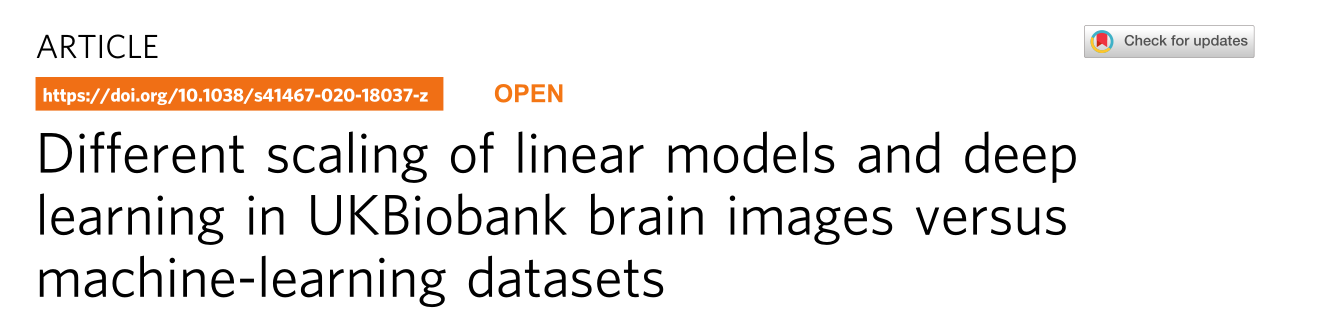 ARTICLE
Check for updates
https://doi.org/10.1038/s41467-020-18037-z
OPEN
Different scaling of linear models and deep
learning in UKBiobank brain images versus
machine-learning datasets